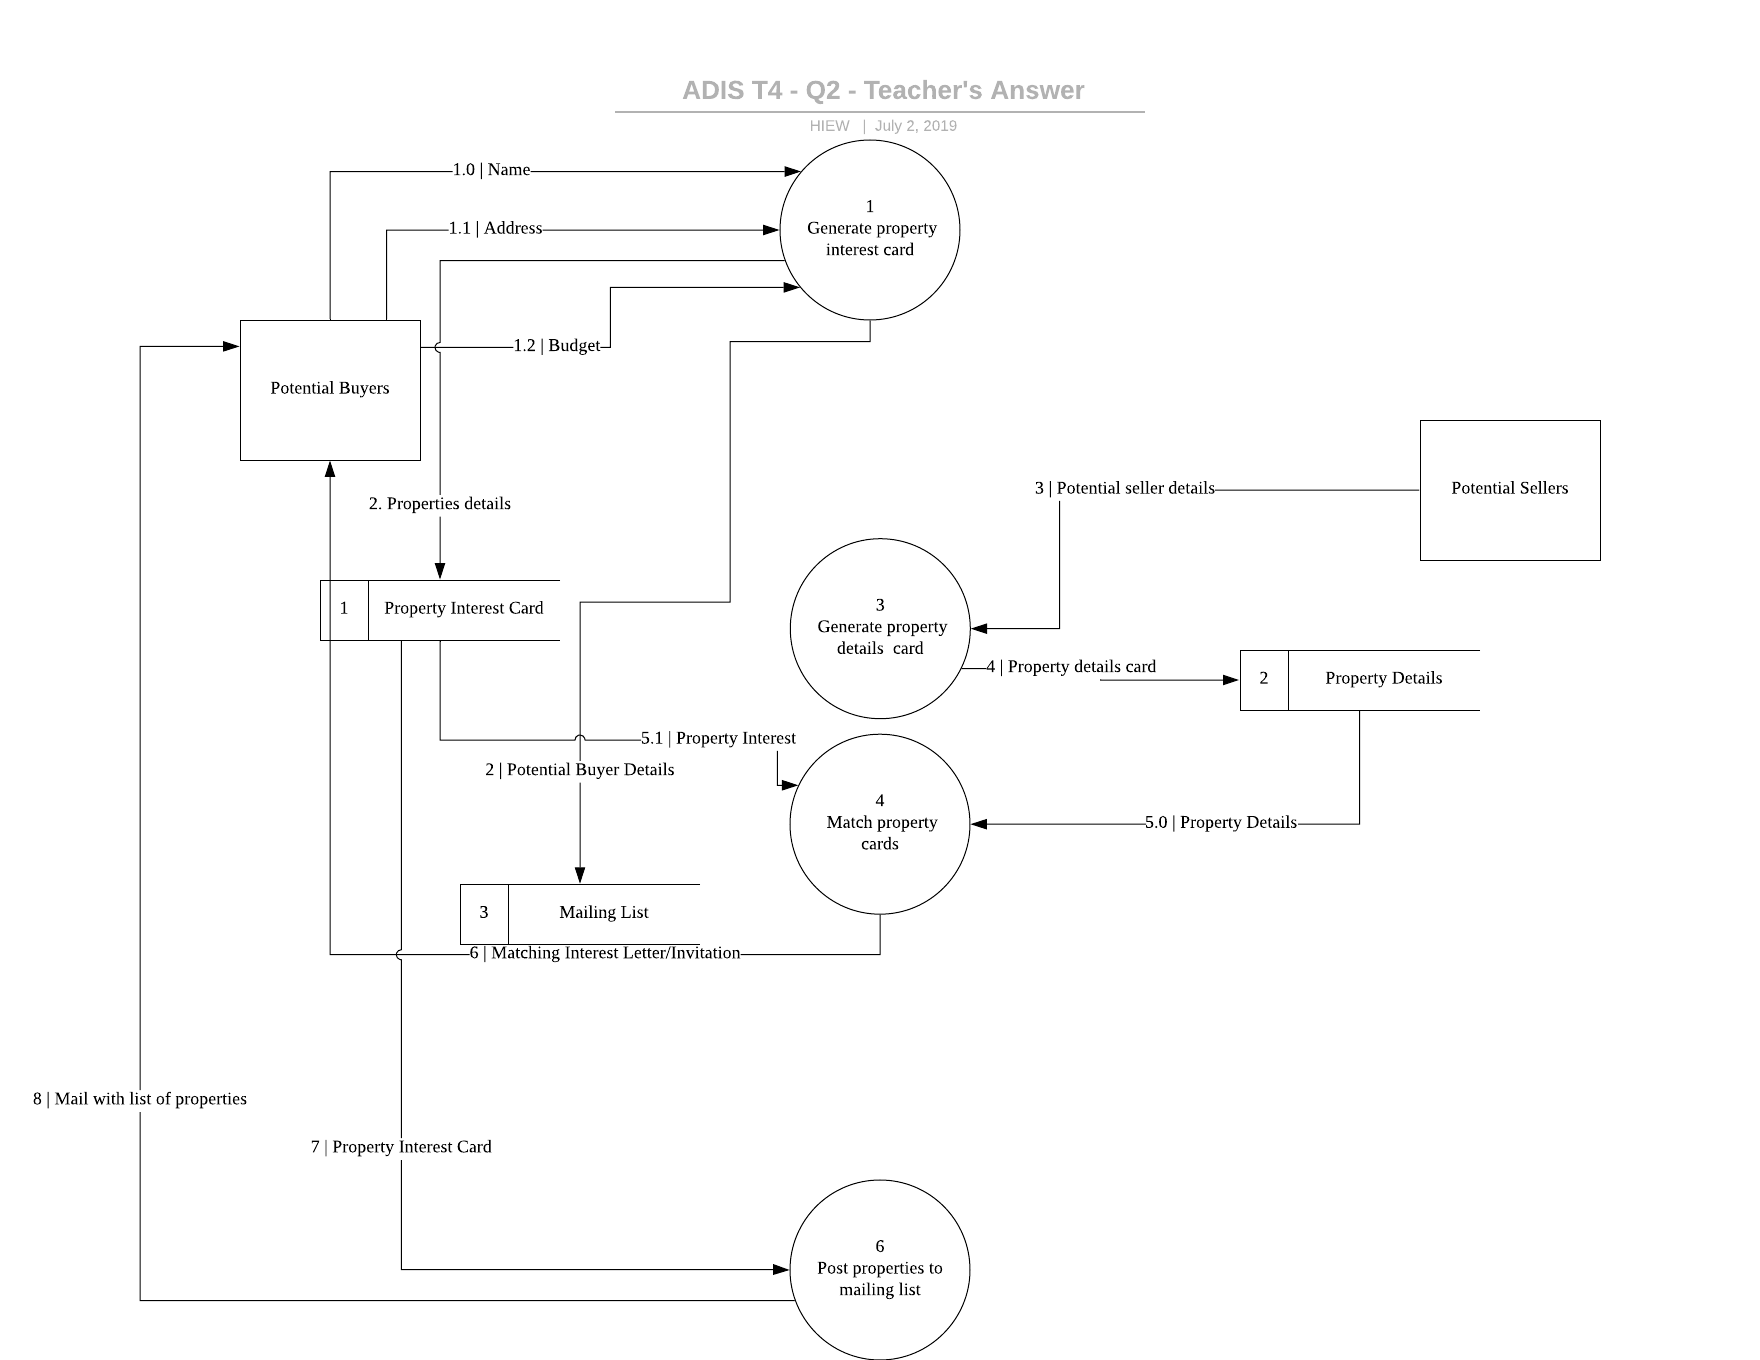 ADIS T4 - Q2 - Teacher's Answer
HIEW | July 2, 2019
1.0 | Name
1
Generate property
interest card
1.1 | Address
1.2 | Budget
Potential Buyers
Potential Sellers
3 | Potential seller details
2. Properties details
1
Property Interest Card
3
Generate property
details card
4 | Property details card
2
Property Details
5.1 | Property Interest
2 | Potential Buyer Details
4
Match property
cards
5.0 | Property Details
3
Mailing List
6 | Matching Interest Letter/Invitation
8 | Mail with list of properties
7 | Property Interest Card
6
Post properties to
mailing list